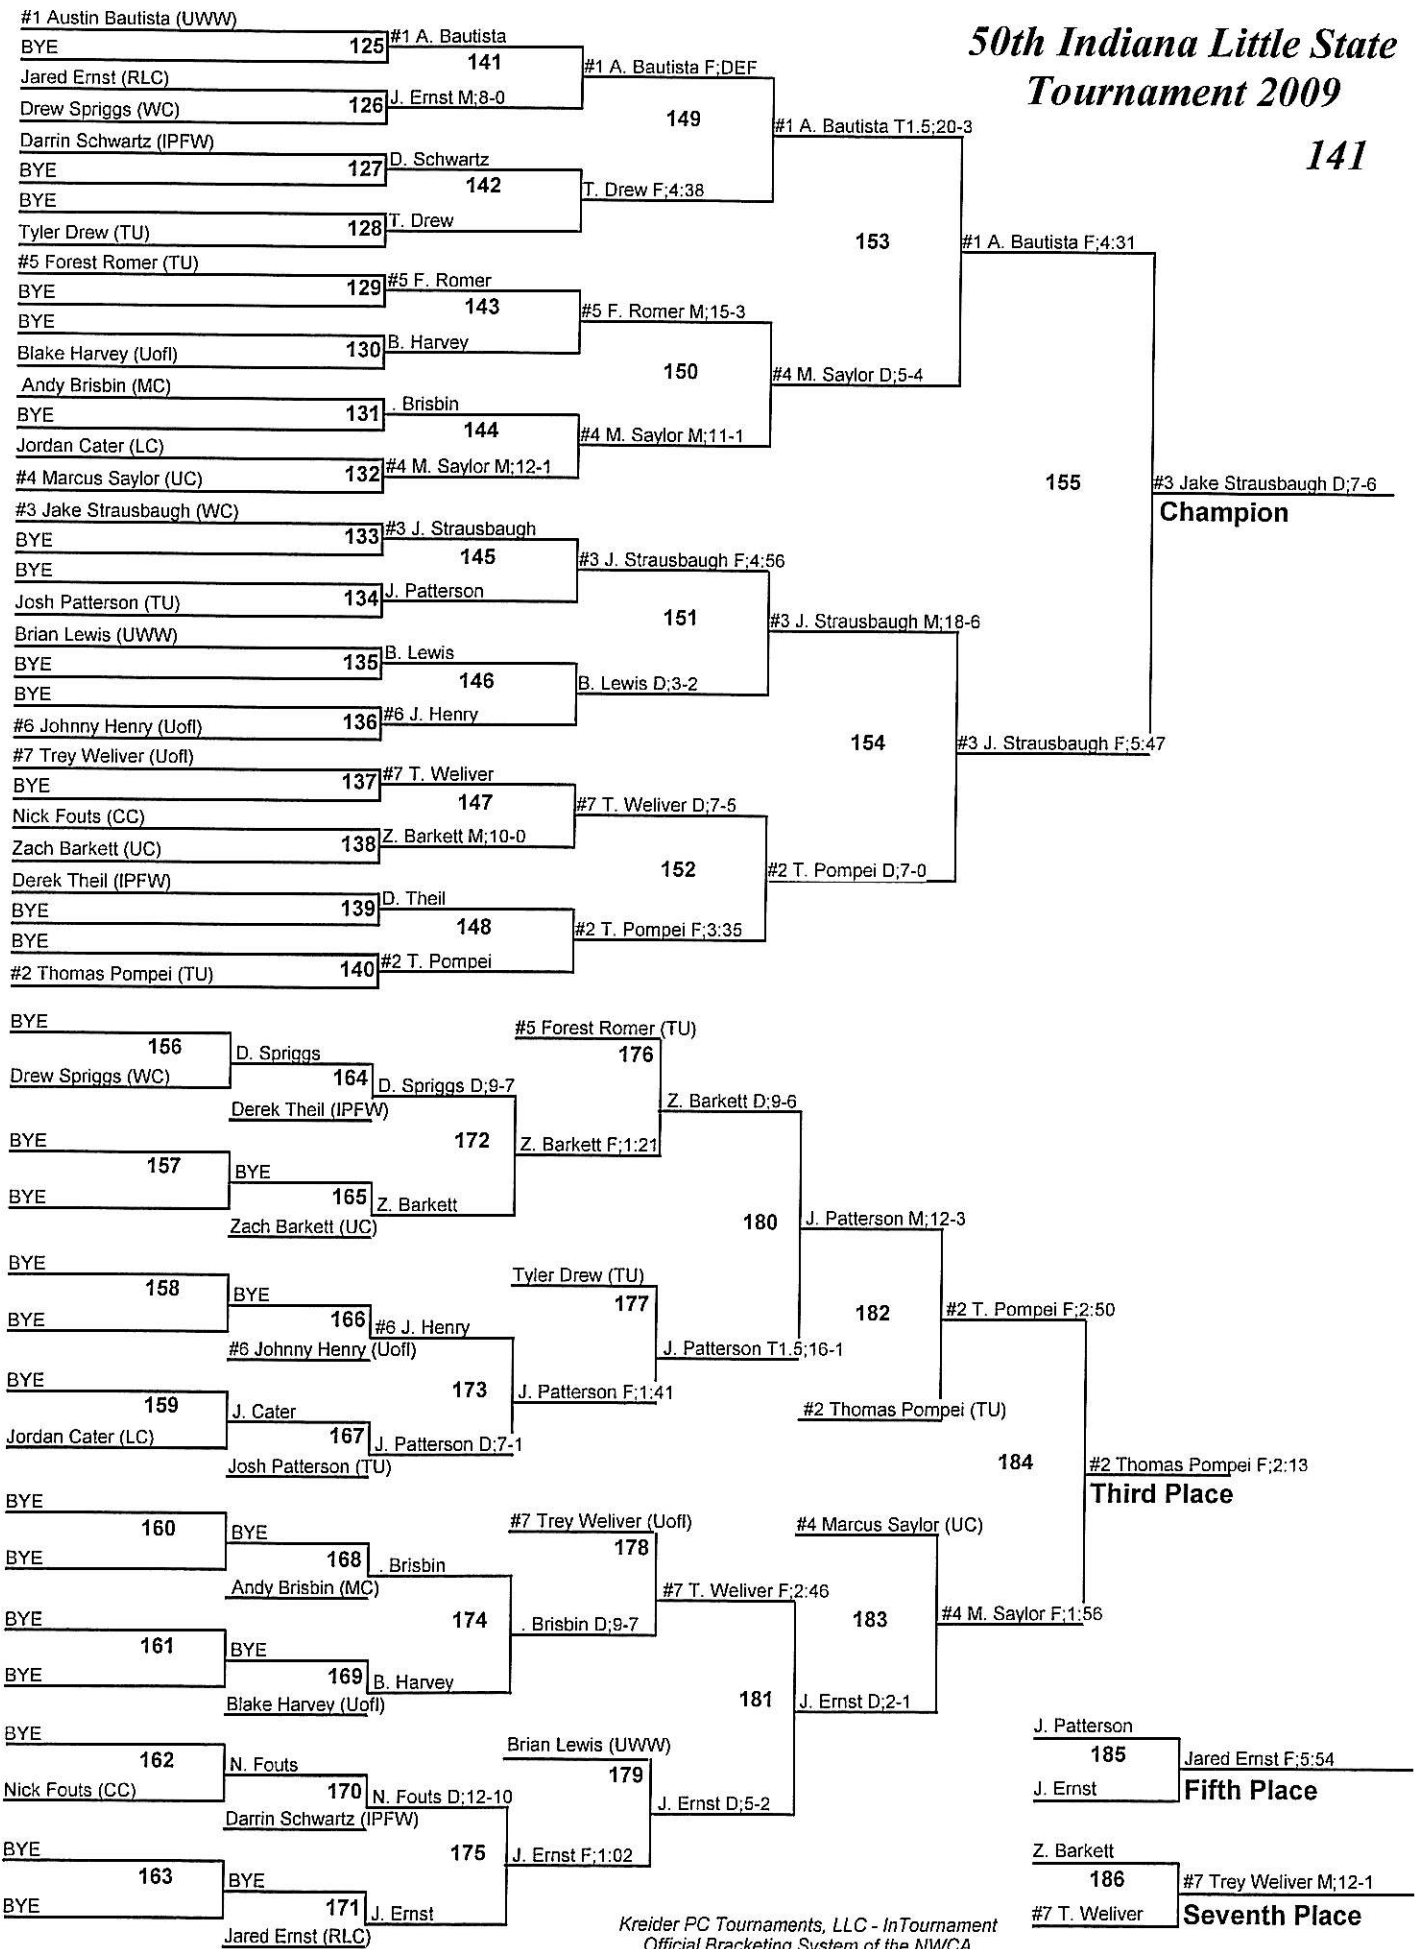 50th Indiana Little State
Tournament 2009
141
#1 Austin Bautista (UWW)
BYE
125
#1 A. Bautista
141
Jared Ernst (RLC)
Drew Spriggs (WC)
126
J. Ernst M;8-0
#1 A. Bautista F;DEF
149
Darrin Schwartz (IPFW)
BYE
127
D. Schwartz
142
BYE
Tyler Drew (TU)
128
T. Drew
T. Drew F;4:38
#1 A. Bautista T1.5;20-3
153
#5 Forest Romer (TU)
BYE
129
#5 F. Romer
143
BYE
Blake Harvey (Uofl)
130
B. Harvey
#5 F. Romer M;15-3
150
Andy Brisbin (MC)
BYE
131
. Brisbin
144
Jordan Cater (LC)
#4 Marcus Saylor (UC)
132
#4 M. Saylor M;12-1
#4 M. Saylor M;11-1
#4 M. Saylor D;5-4
#1 A. Bautista F;4:31
155
#3 Jake Strausbaugh D;7-6
Champion
#3 Jake Strausbaugh (WC)
BYE
133
#3 J. Strausbaugh
145
BYE
Josh Patterson (TU)
134
J. Patterson
#3 J. Strausbaugh F;4:56
151
Brian Lewis (UWW)
BYE
135
B. Lewis
146
BYE
#6 Johnny Henry (Uofl)
136
#6 J. Henry
B. Lewis D;3-2
#3 J. Strausbaugh M;18-6
154
#3 J. Strausbaugh F;5:47
#7 Trey Weliver (Uofl)
BYE
137
#7 T. Weliver
147
Nick Fouts (CC)
Zach Barkett (UC)
138
Z. Barkett M;10-0
#7 T. Weliver D;7-5
152
Derek Theil (IPFW)
BYE
139
D. Theil
148
BYE
#2 Thomas Pompei (TU)
140
#2 T. Pompei
#2 T. Pompei F;3:35
#2 T. Pompei D;7-0
BYE
156
Drew Spriggs (WC)
D. Spriggs
164
Derek Theil (IPFW)
D. Spriggs D;9-7
172
BYE
157
BYE
BYE
165
Zach Barkett (UC)
Z. Barkett
#5 Forest Romer (TU)
176
Z. Barkett F;1:21
Z. Barkett D;9-6
180
BYE
158
BYE
BYE
166
#6 Johnny Henry (Uofl)
#6 J. Henry
173
BYE
159
Jordan Cater (LC)
J. Cater
167
Josh Patterson (TU)
J. Patterson D;7-1
Tyler Drew (TU)
177
J. Patterson F;1:41
J. Patterson T1.5;16-1
J. Patterson M;12-3
182
#2 Thomas Pompei (TU)
#2 T. Pompei F;2:50
184
#2 Thomas Pompei F;2:13
Third Place
BYE
160
BYE
BYE
168
Andy Brisbin (MC)
. Brisbin
174
BYE
161
BYE
BYE
169
Blake Harvey (Uofl)
B. Harvey
#7 Trey Weliver (Uofl)
178
. Brisbin D;9-7
#7 T. Weliver F;2:46
181
#4 Marcus Saylor (UC)
183
#4 M. Saylor F;1:56
J. Ernst D;2-1
BYE
162
Nick Fouts (CC)
N. Fouts
170
Darrin Schwartz (IPFW)
N. Fouts D;12-10
175
BYE
163
BYE
BYE
171
Jared Ernst (RLC)
J. Ernst
Brian Lewis (UWW)
179
J. Ernst F;1:02
J. Ernst D;5-2
J. Patterson
185
J. Ernst
Jared Ernst F;5:54
Fifth Place
Z. Barkett
186
#7 T. Weliver
#7 Trey Weliver M;12-1
Seventh Place
Kreider PC Tournaments, LLC - InTournament
Official Bracketing System of the NWCA